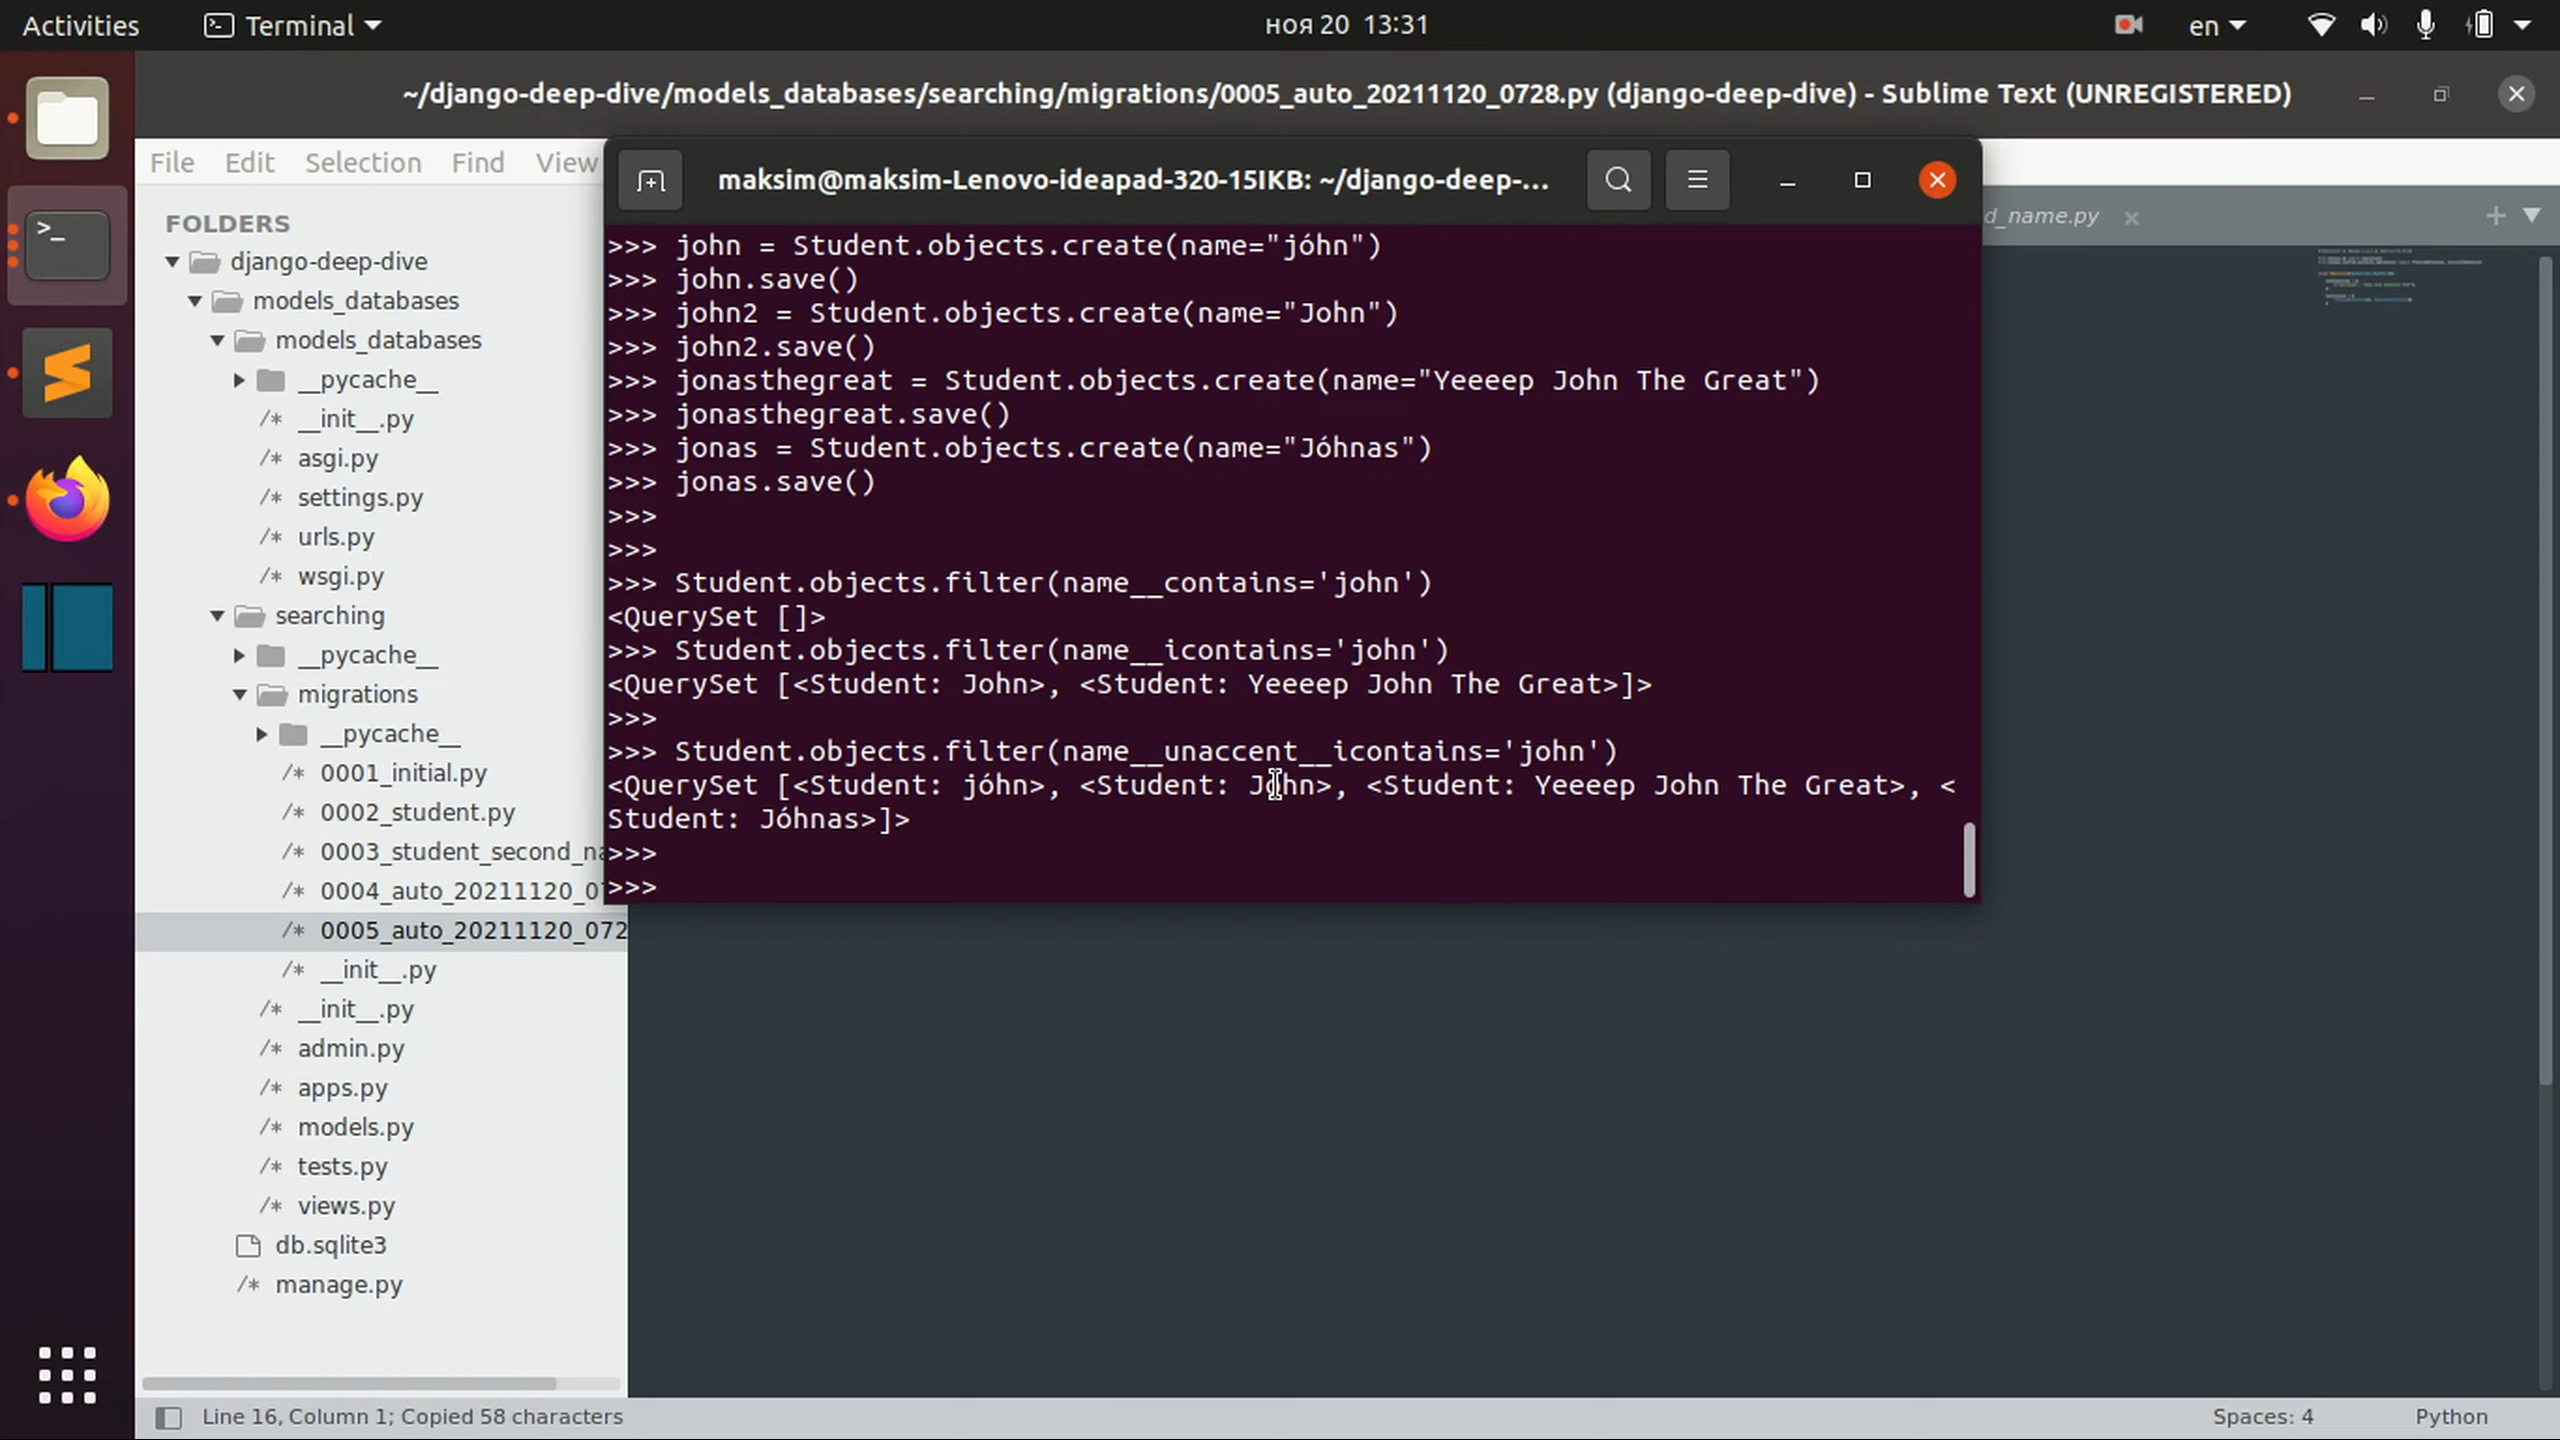 Activities
Terminal
ноя 20 13:31
en
~/django-deep-dive/models_databases/searching/migrations/0005_auto_20211120_0728.py (django-deep-dive) - Sublime Text (UNREGISTERED)
File Edit Selection Find View
maksim@maksim-Lenovo-ideapad-320-15IKB: ~/django-deep-...
d_name.py
FOLDERS
django-deep-dive
models_databases
models_databases
__pycache__
/* __init__.py
/* asgi.py
/* settings.py
/* urls.py
/* wsgi.py
searching
__pycache__
migrations
__pycache__
/* 0001_initial.py
/* 0002_student.py
/* 0003_student_second_na
/* 0004_auto_20211120_07
/* 0005_auto_20211120_072
/* __init__.py
/* __init__.py
/* admin.py
/* apps.py
/* models.py
/* tests.py
/* views.py
db.sqlite3
/* manage.py
>>> john = Student.objects.create(name="jóhn")
>>> john.save()
>>> john2 = Student.objects.create(name="John")
>>> john2.save()
>>> jonasthegreat = Student.objects.create(name="Yeeeep John The Great")
>>> jonasthegreat.save()
>>> jonas = Student.objects.create(name="Jóhnas")
>>> jonas.save()
>>>
>>>
>>> Student.objects.filter(name__contains='john')
<QuerySet []>
>>> Student.objects.filter(name__icontains='john')
<QuerySet [<Student: John>, <Student: Yeeeep John The Great>]>
>>>
>>> Student.objects.filter(name__unaccent__icontains='john')
<QuerySet [<Student: jóhn>, <Student: John>, <Student: Yeeeep John The Great>, <
Student: Jóhnas>]>
>>>
>>>
Line 16, Column 1; Copied 58 characters
Spaces: 4
Python